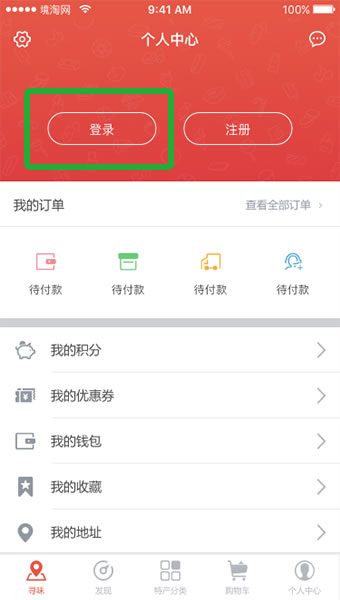 境淘网 9:41 AM 100%
个人中心
登录 注册
我的订单 查看全部订单
待付款 待付款 待付款 待付款
我的积分
我的优惠券
我的钱包
我的收藏
我的地址
寻味 发现 特产分类 购物车 个人中心